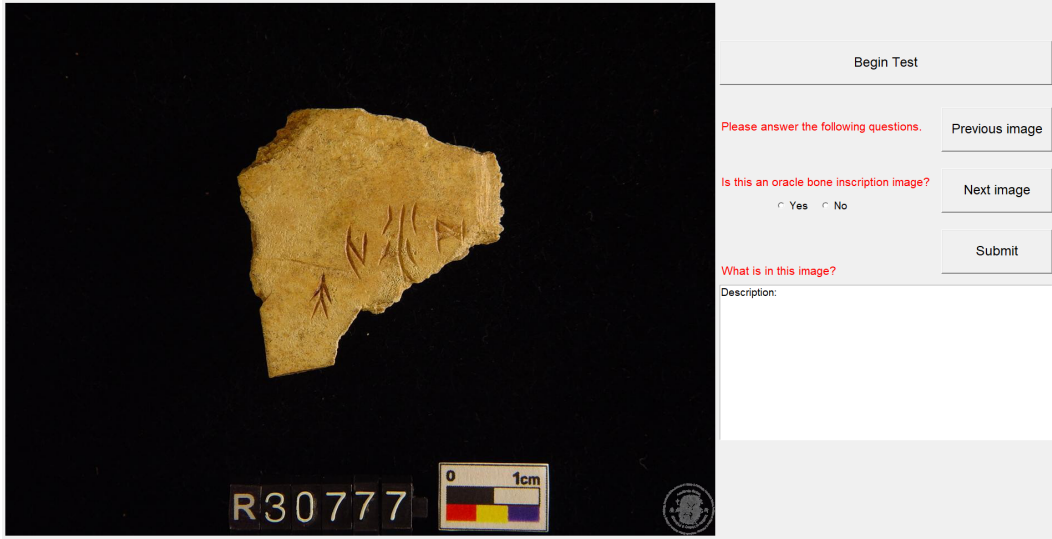 Begin Test
Please answer the following questions.
Previous image
Is this an oracle bone inscription image?
Yes No
Next image
Submit
What is in this image?
Description:
R30777
0 1cm